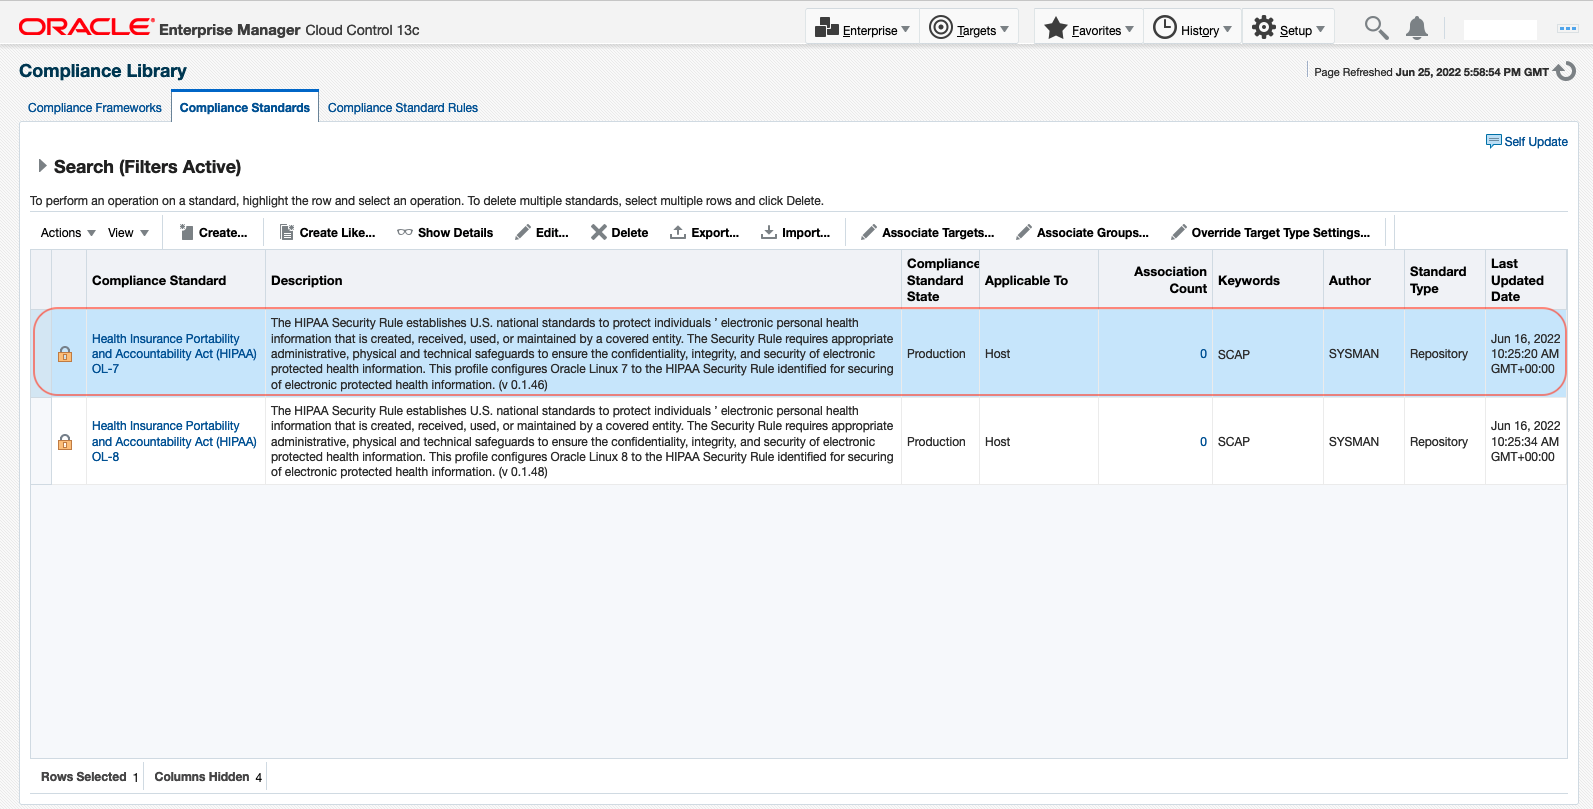 ORACLE Enterprise Manager Cloud Control 13c
Enterprise Targets Favorites History Setup
Compliance Library
Page Refreshed Jun 25, 2022 5:58:54 PM GMT
Compliance Frameworks Compliance Standards Compliance Standard Rules
Self Update
Search (Filters Active)
To perform an operation on a standard, highlight the row and select an operation. To delete multiple standards, select multiple rows and click Delete.
Actions View Create... Create Like... Show Details Edit... Delete Export... Import... Associate Targets... Associate Groups... Override Target Type Settings...
Compliance Standard
Description
Compliance
Standard
State
Applicable To
Association
Count
Keywords
Author
Standard
Type
Last
Updated
Date
Health Insurance Portability
and Accountability Act (HIPAA)
OL-7
The HIPAA Security Rule establishes U.S. national standards to protect individuals ’ electronic personal health
information that is created, received, used, or maintained by a covered entity. The Security Rule requires appropriate
administrative, physical and technical safeguards to ensure the confidentiality, integrity, and security of electronic
protected health information. This profile configures Oracle Linux 7 to the HIPAA Security Rule identified for securing
of electronic protected health information. (v 0.1.46)
Production
Host
0
SCAP
SYSMAN
Repository
Jun 16, 2022
10:25:20 AM
GMT+00:00
Health Insurance Portability
and Accountability Act (HIPAA)
OL-8
The HIPAA Security Rule establishes U.S. national standards to protect individuals ’ electronic personal health
information that is created, received, used, or maintained by a covered entity. The Security Rule requires appropriate
administrative, physical and technical safeguards to ensure the confidentiality, integrity, and security of electronic
protected health information. This profile configures Oracle Linux 8 to the HIPAA Security Rule identified for securing
of electronic protected health information. (v 0.1.48)
Production
Host
0
SCAP
SYSMAN
Repository
Jun 16, 2022
10:25:34 AM
GMT+00:00
Rows Selected 1 Columns Hidden 4